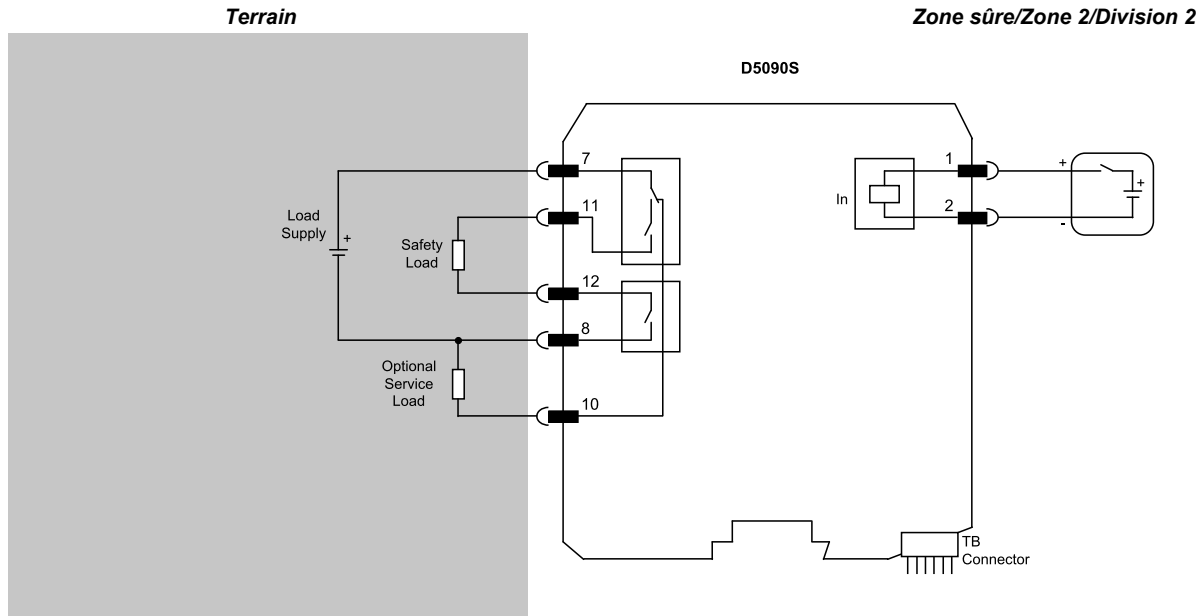 Terrain
Zone sûre/Zone 2/Division 2
D5090S
7
1
+
+
Load
Supply
+
11
In
2
-
Safety
Load
12
8
Optional
Service
Load
10
TB
Connector